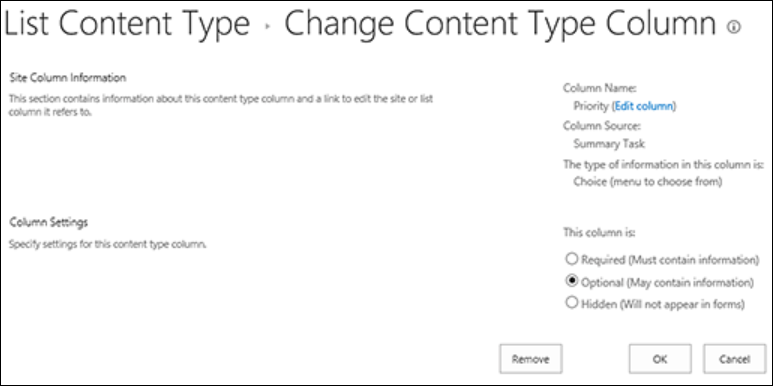 List Content Type ▸ Change Content Type Column
Site Column Information
This section contains information about this content type column and a link to edit the site or list
column it refers to.
Column Name:
Priority (Edit column)
Column Source:
Summary Task
The type of information in this column is:
Choice (menu to choose from)
Column Settings
Specify settings for this content type column.
This column is:
Required (Must contain information)
Optional (May contain information)
Hidden (Will not appear in forms)
Remove OK Cancel